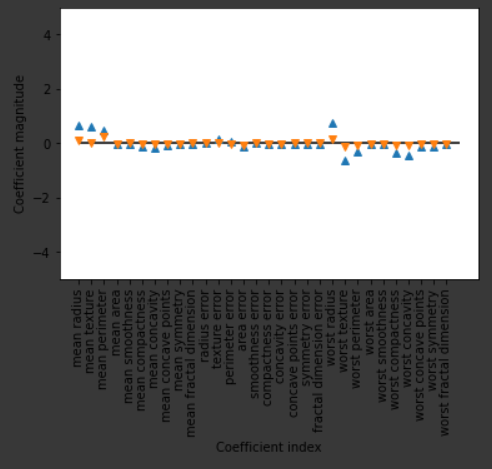 4
2
0
−2
−4
Coefficient magnitude
mean radius
mean texture
mean perimeter
mean area
mean smoothness
mean compactness
mean concavity
mean concave points
mean symmetry
mean fractal dimension
radius error
texture error
perimeter error
area error
smoothness error
compactness error
concavity error
concave points error
symmetry error
fractal dimension error
worst radius
worst texture
worst perimeter
worst area
worst smoothness
worst compactness
worst concavity
worst concave points
worst symmetry
worst fractal dimension
Coefficient index